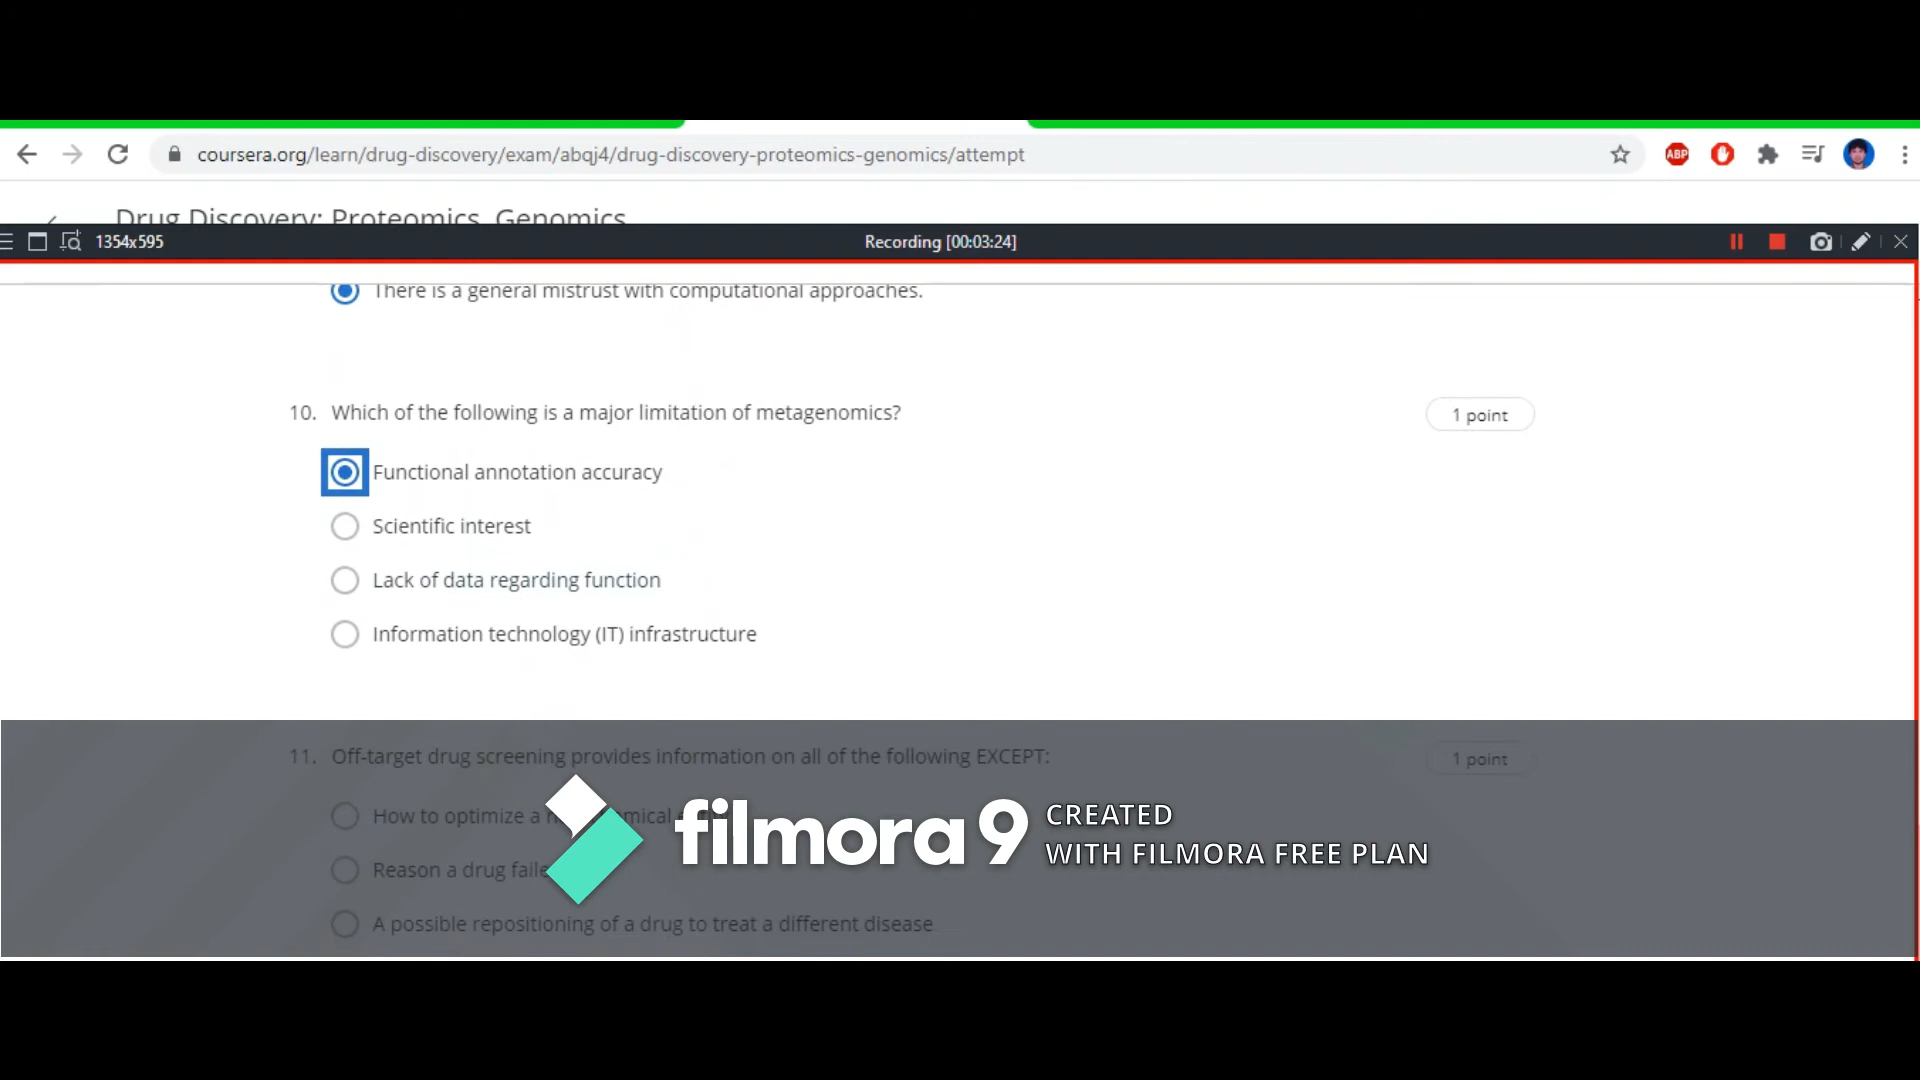 coursera.org/learn/drug-discovery/exam/abqj4/drug-discovery-proteomics-genomics/attempt
ABP
Drug Discovery: Proteomics, Genomics
1354x595
Recording [00:03:24]
There is a general mistrust with computational approaches.
10. Which of the following is a major limitation of metagenomics?
1 point
Functional annotation accuracy
Scientific interest
Lack of data regarding function
Information technology (IT) infrastructure
11. Off-target drug screening provides information on all of the following EXCEPT:
1 point
How to optimize a
Reason a drug
A possible repositioning of a drug to treat a different disease
filmora9
CREATED
WITH FILMORA FREE PLAN